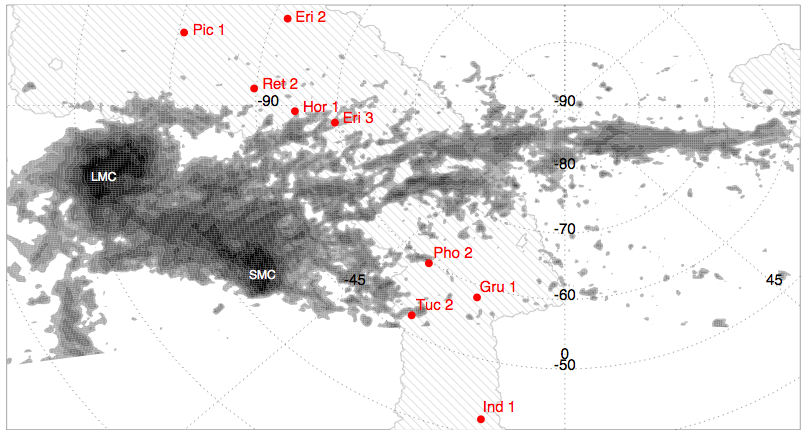 Eri 2
Pic 1
Ret 2
-90
-90
Hor 1
Eri 3
-80
LMC
-70
Pho 2
SMC
-45
45
Gru 1
-60
Tuc 2
0
-50
Ind 1